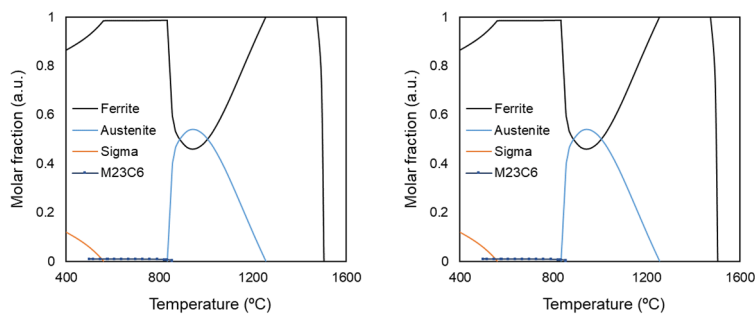 1
0.8
0.6
0.4
0.2
0
Molar fraction (a.u.)
Ferrite
Austenite
Sigma
M23C6
400
800
1200
1600
Temperature (ºC)
1
0.8
0.6
0.4
0.2
0
Molar fraction (a.u.)
Ferrite
Austenite
Sigma
M23C6
400
800
1200
1600
Temperature (ºC)